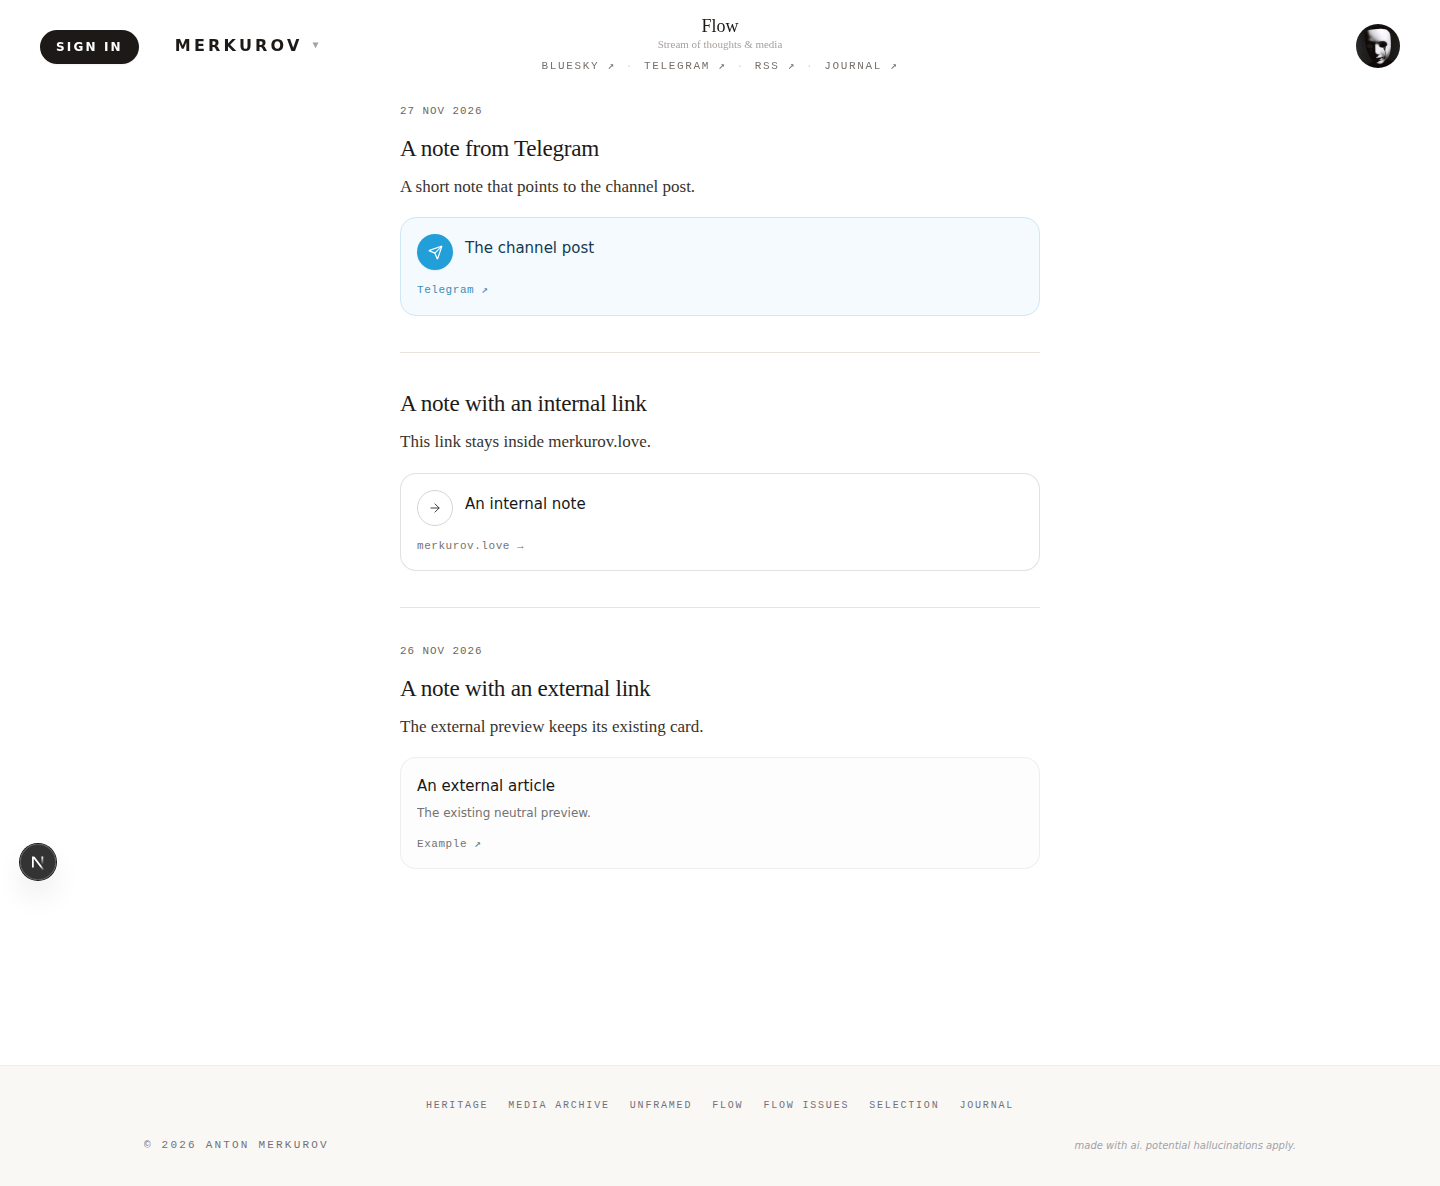 SIGN IN
MERKUROV ▼
Flow
Stream of thoughts & media
BLUESKY ↗ · TELEGRAM ↗ · RSS ↗ · JOURNAL ↗
27 NOV 2026
A note from Telegram
A short note that points to the channel post.
The channel post
Telegram ↗
A note with an internal link
This link stays inside merkurov.love.
An internal note
merkurov.love →
26 NOV 2026
A note with an external link
The external preview keeps its existing card.
An external article
The existing neutral preview.
Example ↗
N
HERITAGE MEDIA ARCHIVE UNFRAMED FLOW FLOW ISSUES SELECTION JOURNAL
© 2026 ANTON MERKUROV
made with ai. potential hallucinations apply.